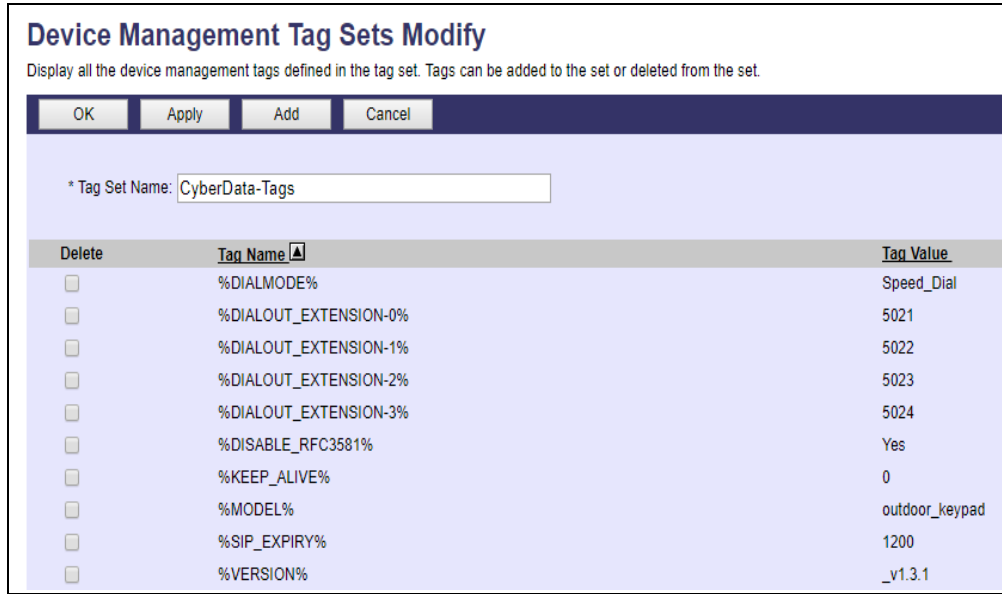 Device Management Tag Sets Modify
Display all the device management tags defined in the tag set. Tags can be added to the set or deleted from the set.
OK Apply Add Cancel
* Tag Set Name: CyberData-Tags
Delete Tag Name Tag Value
%DIALMODE% Speed_Dial
%DIALOUT_EXTENSION-0% 5021
%DIALOUT_EXTENSION-1% 5022
%DIALOUT_EXTENSION-2% 5023
%DIALOUT_EXTENSION-3% 5024
%DISABLE_RFC3581% Yes
%KEEP_ALIVE% 0
%MODEL% outdoor_keypad
%SIP_EXPIRY% 1200
%VERSION% _v1.3.1